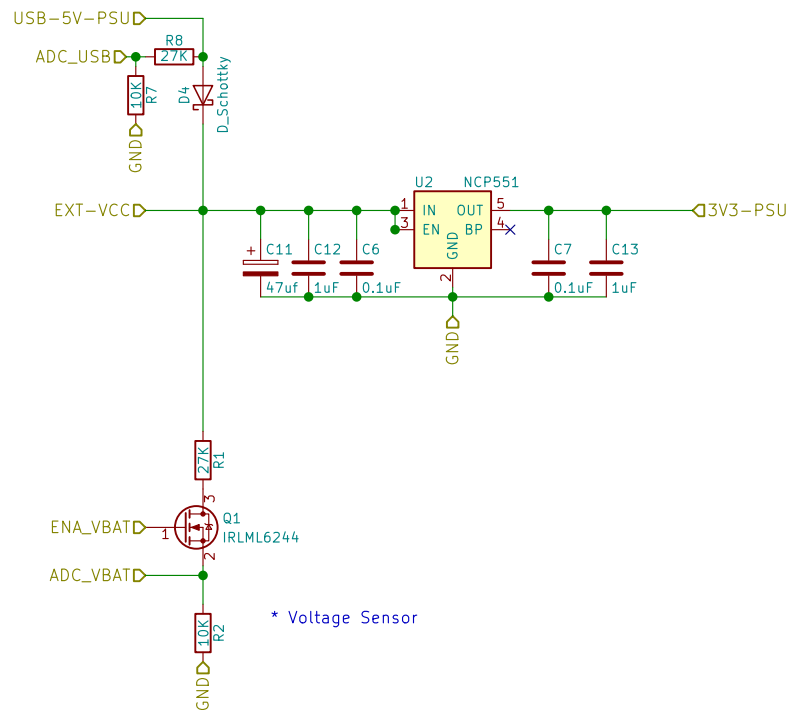 USB-5V-PSU
R8
ADC_USB
27K
10K
R7
D4
D_Schottky
GND
U2
NCP551
EXT-VCC
1
IN
OUT
5
3V3-PSU
3
EN
BP
4
GND
2
+
C11
C12
C6
C7
C13
47uf
1uF
0.1uF
0.1uF
1uF
GND
27K
R1
3
ENA_VBAT
1
Q1
IRLML6244
2
ADC_VBAT
* Voltage Sensor
10K
R2
GND